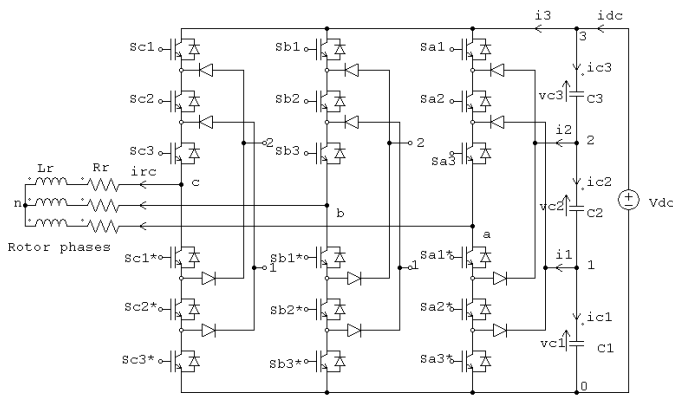 i3 idc
3
Sc1 Sb1 Sa1 ic3
vc3 C3
Sc2 Sb2 Sa2
i2
2 2 2
Sc3 Sb3 Sa3
Lr Rr irc ic2
c
n b vc2 C2 Vdc
Rotor phases a
Sc1* Sb1* Sa1* i1
1 1 1
Sc2* Sb2* Sa2* ic1
vc1 C1
Sc3* Sb3* Sa3*
0